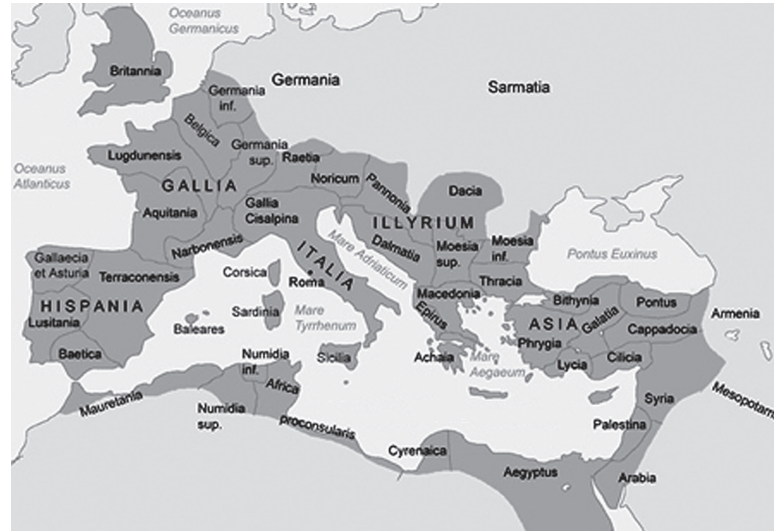 Oceanus
Germanicus
Britannia
Germania
Sarmatia
Germania
inf.
Belgica
Germania
sup.
Lugdunensis
Raetia
Oceanus
Atlanticus
GALLIA
Noricum
Pannonia
Dacia
Aquitania
Gallia
Cisalpina
ILLYRIUM
Narbonensis
ITALIA
Mare Adriaticum
Dalmatia
Moesia
sup.
Moesia
inf.
Pontus Euxinus
Gallaecia
et Asturia
Terraconensis
Corsica
Roma
Thracia
Macedonia
Epirus
Bithynia
Pontus
Armenia
HISPANIA
Lusitania
Baleares
Sardinia
Mare
Tyrrhenum
ASIA
Galatia
Cappadocia
Phrygia
Baetica
Numidia
inf.
Sicilia
Achaia
Mare
Aegaeum
Lycia
Cilicia
Mauretania
Numidia
sup.
Africa
proconsularis
Syria
Mesopotam
Palestina
Cyrenaica
Aegyptus
Arabia